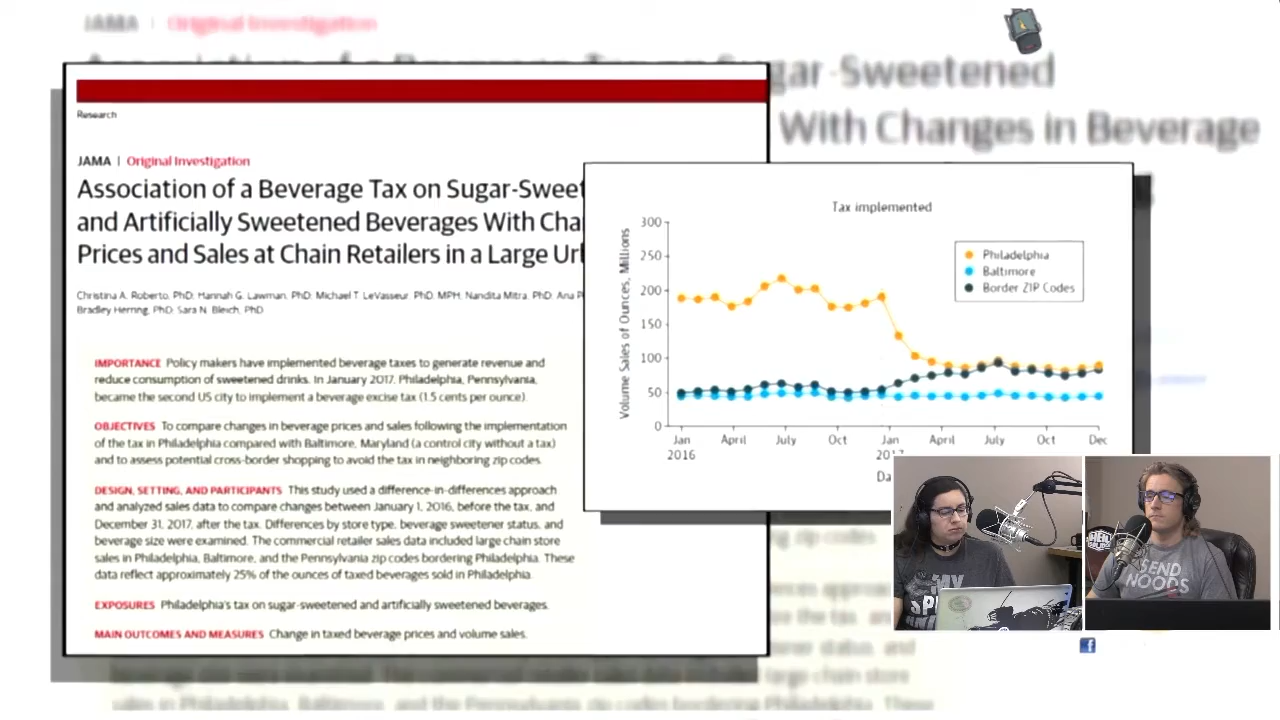 JAMA | Original Investigation
Sugar-Sweetened
With Changes in Beverage
Research
JAMA | Original Investigation
Association of a Beverage Tax on Sugar-Sweet
and Artificially Sweetened Beverages With Cha
Prices and Sales at Chain Retailers in a Large Ur
Christina A. Roberto, PhD; Hannah G. Lawman, PhD; Michael T. LeVasseur, PhD, MPH; Nandita Mitra, PhD; Ana P
Bradley Herring, PhD; Sara N. Bleich, PhD
IMPORTANCE Policy makers have implemented beverage taxes to generate revenue and
reduce consumption of sweetened drinks. In January 2017, Philadelphia, Pennsylvania,
became the second US city to implement a beverage excise tax (1.5 cents per ounce).
OBJECTIVES To compare changes in beverage prices and sales following the implementation
of the tax in Philadelphia compared with Baltimore, Maryland (a control city without a tax)
and to assess potential cross-border shopping to avoid the tax in neighboring zip codes.
DESIGN, SETTING, AND PARTICIPANTS This study used a difference-in-differences approach
and analyzed sales data to compare changes between January 1, 2016, before the tax, and
December 31, 2017, after the tax. Differences by store type, beverage sweetener status, and
beverage size were examined. The commercial retailer sales data included large chain store
sales in Philadelphia, Baltimore, and the Pennsylvania zip codes bordering Philadelphia. These
data reflect approximately 25% of the ounces of taxed beverages sold in Philadelphia.
EXPOSURES Philadelphia's tax on sugar-sweetened and artificially sweetened beverages.
MAIN OUTCOMES AND MEASURES Change in taxed beverage prices and volume sales.
Tax implemented
Volume Sales of Ounces, Millions
300
250
200
150
100
50
0
Philadelphia
Baltimore
Border ZIP Codes
Jan April July Oct Jan April July Oct Dec
2016 201
Da
MY
SP
SEND
NOODS
f